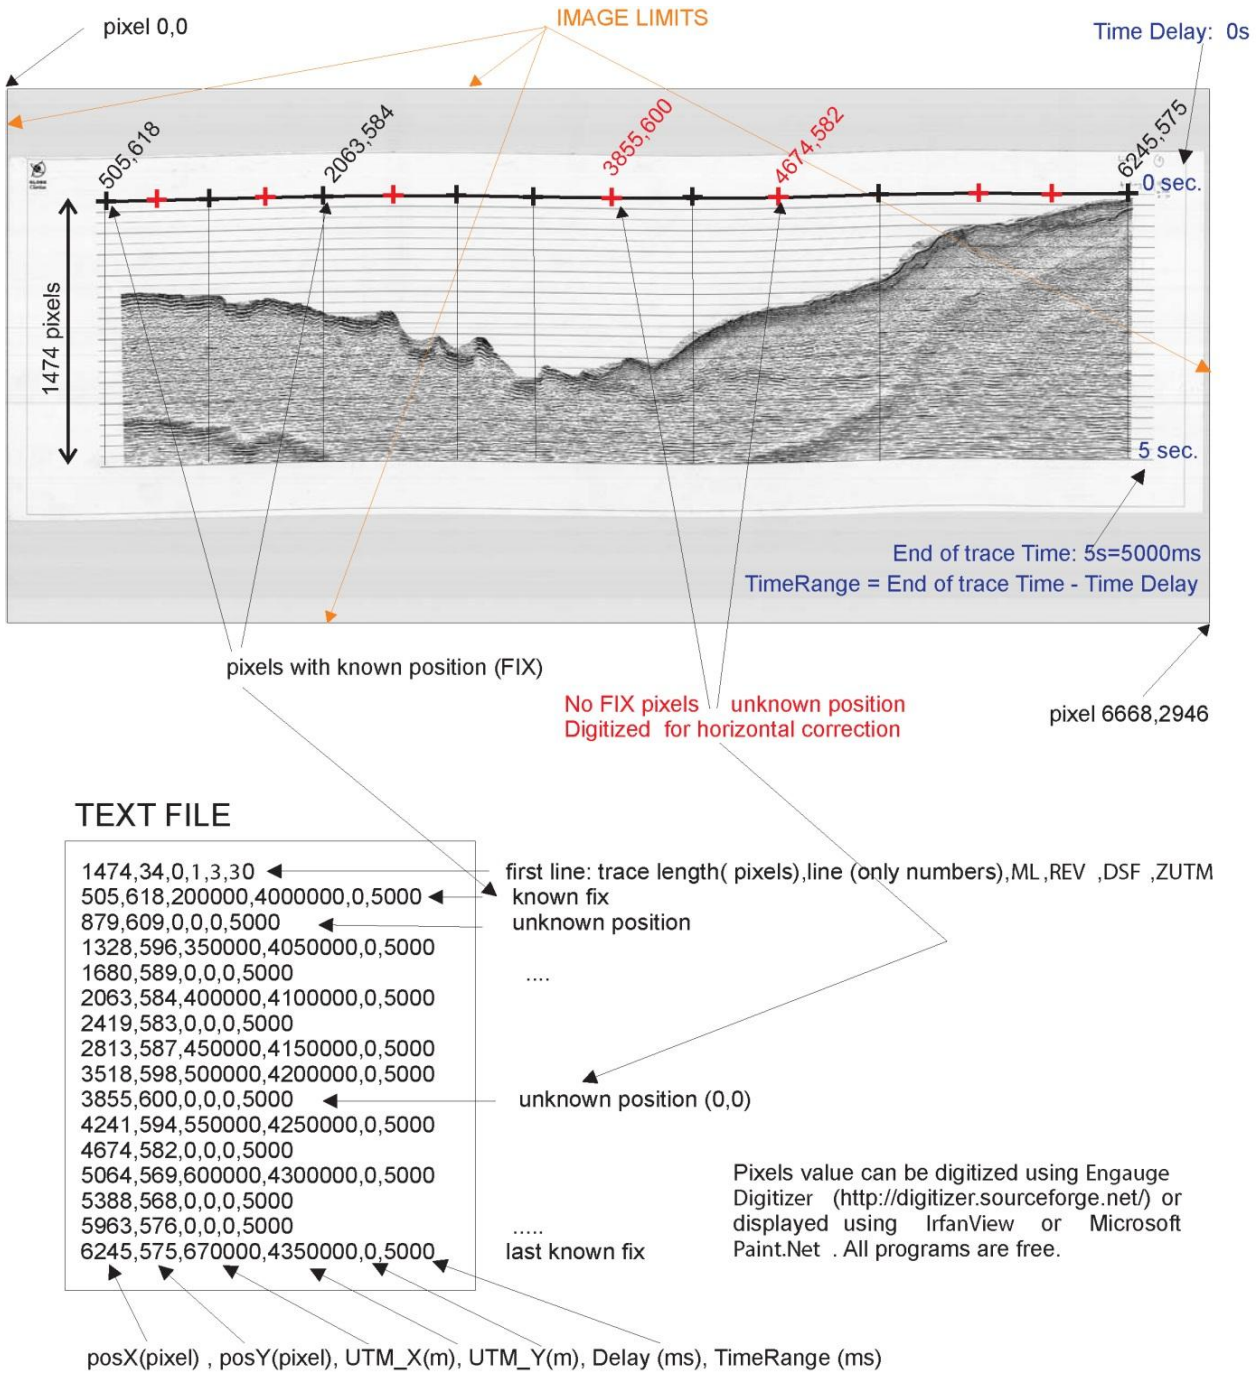 IMAGE LIMITS
pixel 0,0
Time Delay: 0s
505,618
2063,584
3855,600
4674,582
6245,575
0 sec.
1474 pixels
5 sec.
End of trace Time: 5s=5000ms
TimeRange = End of trace Time - Time Delay
pixels with known position (FIX)
No FIX pixels unknown position
Digitized for horizontal correction
pixel 6668,2946
TEXT FILE
1474,34,0,1,3,30
first line: trace length( pixels),line (only numbers),ML,REV ,DSF ,ZUTM
505,618,200000,4000000,0,5000
known fix
879,609,0,0,0,5000
unknown position
1328,596,350000,4050000,0,5000
1680,589,0,0,0,5000
....
2063,584,400000,4100000,0,5000
2419,583,0,0,0,5000
2813,587,450000,4150000,0,5000
3518,598,500000,4200000,0,5000
3855,600,0,0,0,5000
unknown position (0,0)
4241,594,550000,4250000,0,5000
4674,582,0,0,0,5000
5064,569,600000,4300000,0,5000
5388,568,0,0,0,5000
5963,576,0,0,0,5000
.....
6245,575,670000,4350000,0,5000
last known fix
Pixels value can be digitized using Engauge
Digitizer (http://digitizer.sourceforge.net/) or
displayed using IrfanView or Microsoft
Paint.Net . All programs are free.
posX(pixel) , posY(pixel), UTM_X(m), UTM_Y(m), Delay (ms), TimeRange (ms)